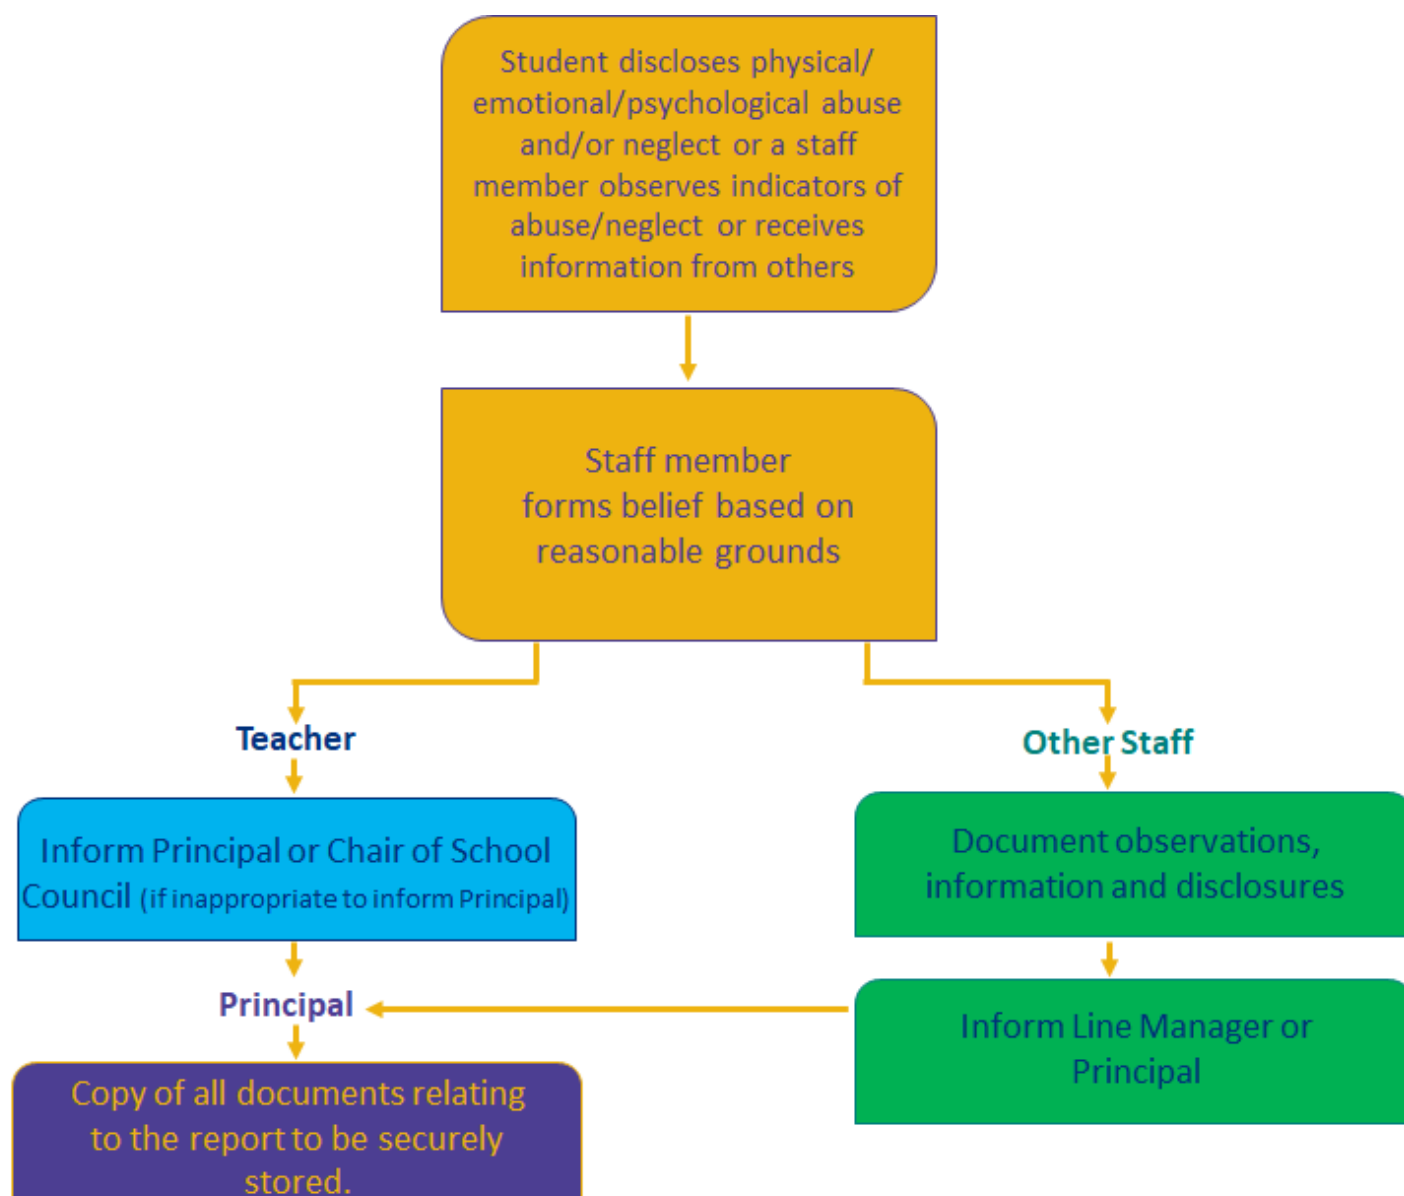 Student discloses physical/
emotional/psychological abuse
and/or neglect or a staff
member observes indicators of
abuse/neglect or receives
information from others
Staff member
forms belief based on
reasonable grounds
Teacher
Other Staff
Inform Principal or Chair of School
Council (if inappropriate to inform Principal)
Document observations,
information and disclosures
Principal
Inform Line Manager or
Principal
Copy of all documents relating
to the report to be securely
stored.